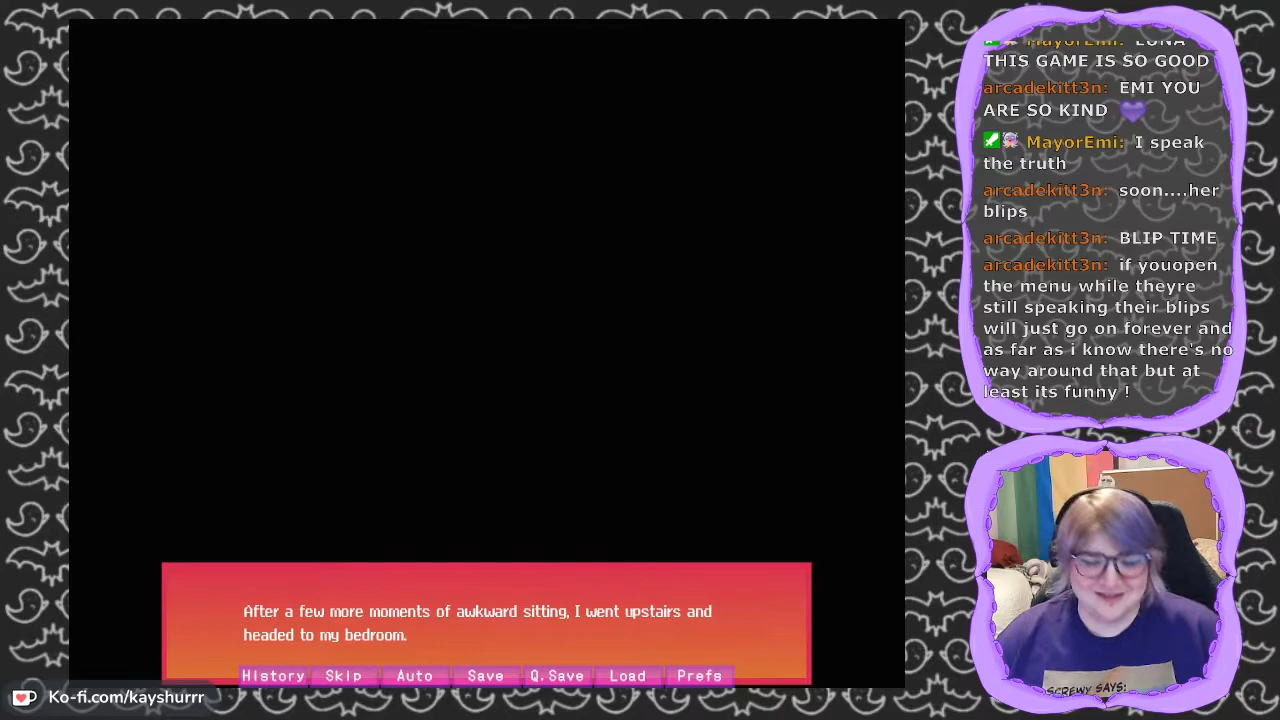 MayorEmi: LUNA
THIS GAME IS SO GOOD
arcadekitt3n: EMI YOU
ARE SO KIND
MayorEmi: I speak
the truth
arcadekitt3n: soon....her
blips
arcadekitt3n: BLIP TIME
arcadekitt3n: if youopen
the menu while theyre
still speaking their blips
will just go on forever and
as far as i know there's no
way around that but at
least its funny !
After a few more moments of awkward sitting, I went upstairs and
headed to my bedroom.
History Skip Auto Save Q.Save Load Prefs
Ko-fi.com/kayshurrr
SCREWY SAYS: